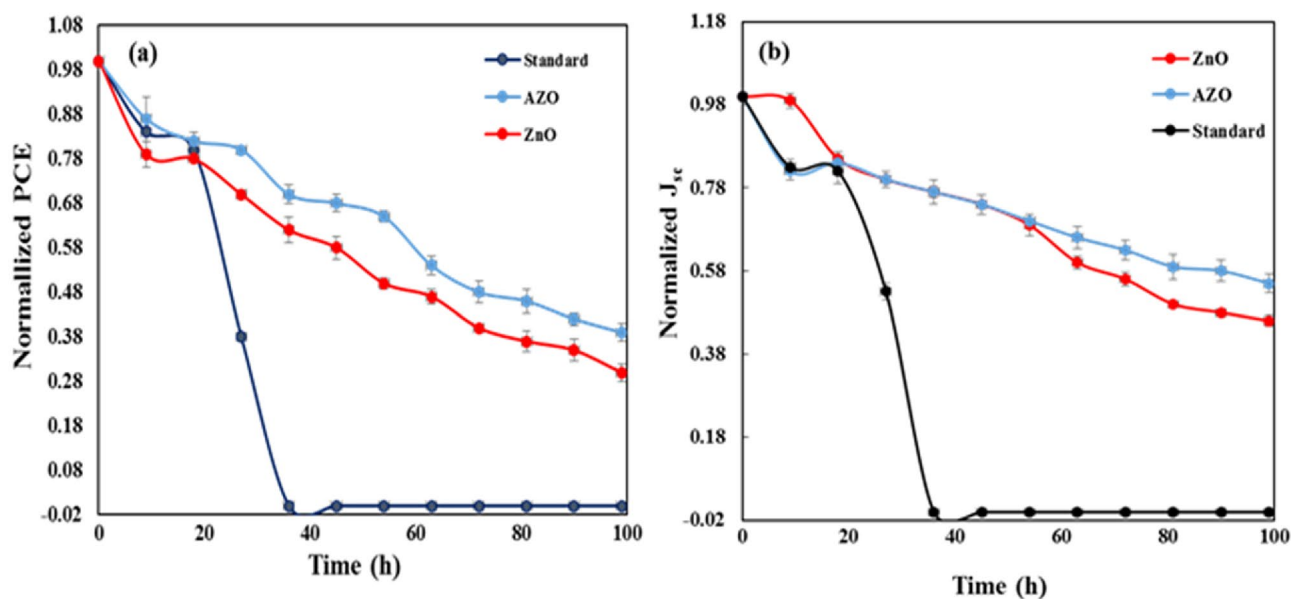 (a)
Standard
AZO
ZnO
Normallized PCE
1.08
0.98
0.88
0.78
0.68
0.58
0.48
0.38
0.28
0.18
0.08
-0.02
0
20
40
60
80
100
Time (h)
(b)
ZnO
AZO
Standard
Normalized Jsc
1.18
0.98
0.78
0.58
0.38
0.18
-0.02
0
20
40
60
80
100
Time (h)